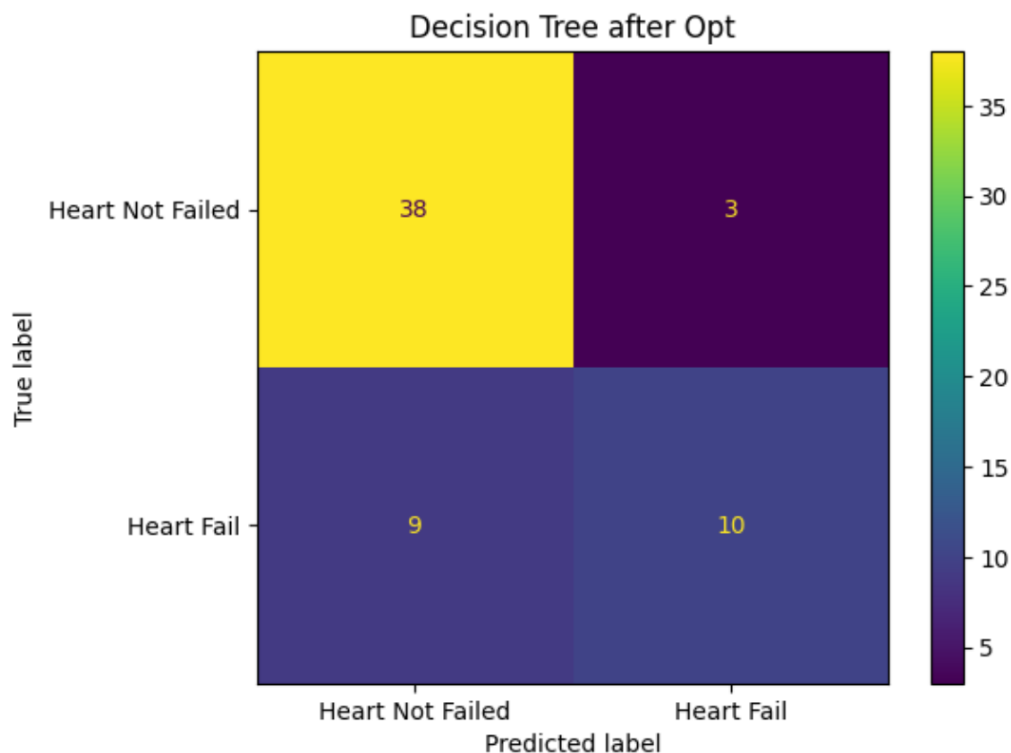 Decision Tree after Opt
Heart Not Failed
Heart Fail
True label
38
3
9
10
Heart Not Failed
Heart Fail
Predicted label
35
30
25
20
15
10
5